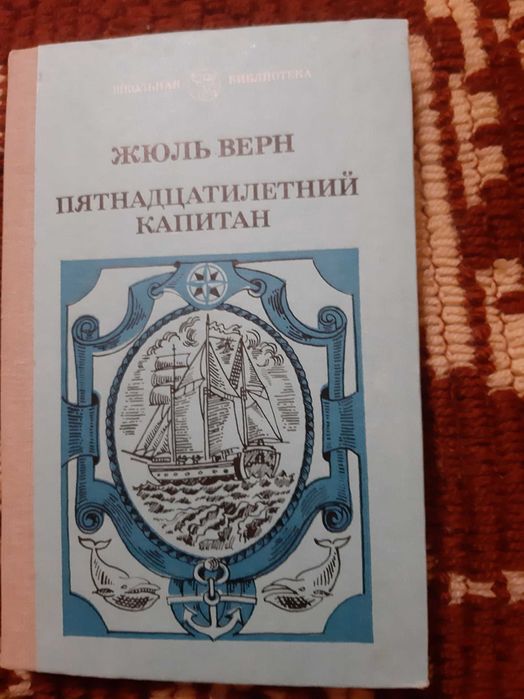 ШКОЛЬНАЯ БИБЛИОТЕКА
ЖЮЛЬ ВЕРН
ПЯТНАДЦАТИЛЕТНИЙ
КАПИТАН